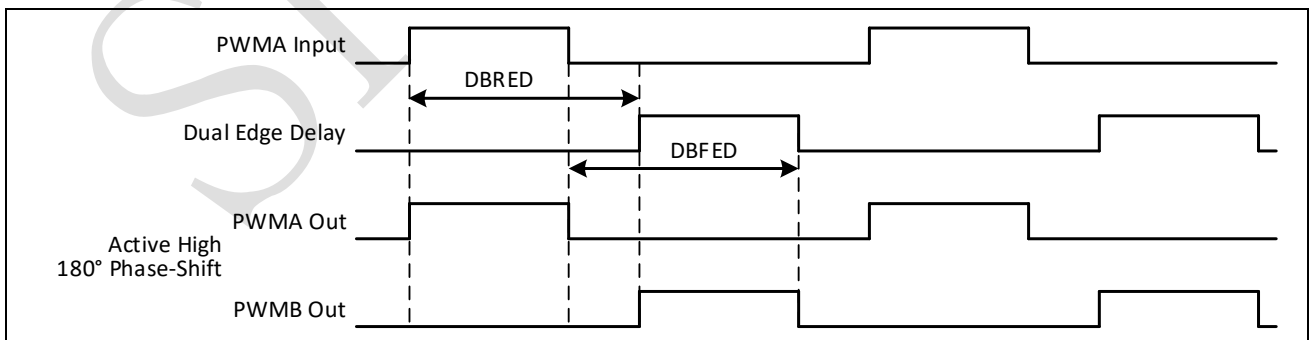 PWMA Input
DBRED
Dual Edge Delay
DBFED
PWMA Out
Active High
180° Phase-Shift
PWMB Out